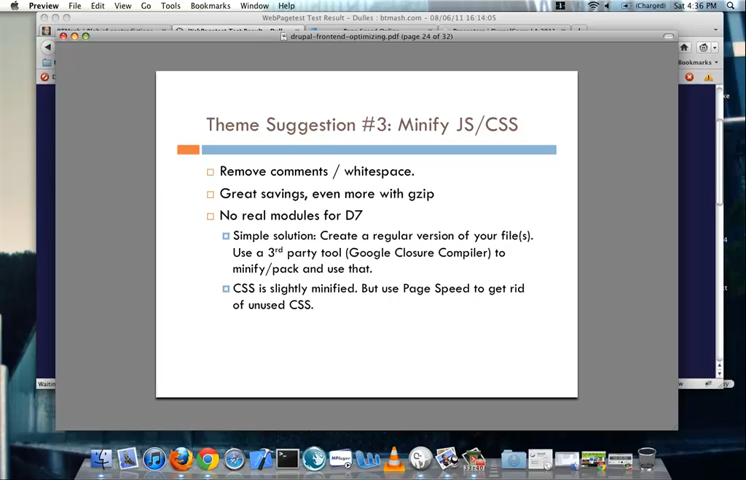 Preview File Edit View Go Tools Bookmarks Window Help (Charged) Sat 4:36 PM
WebPagetest Test Result - Dulles : btmash.com - 08/06/11 16:14:05
drupal-frontend-optimizing.pdf (page 24 of 32)
Bookmarks
Theme Suggestion #3: Minify JS/CSS
Remove comments / whitespace.
Great savings, even more with gzip
No real modules for D7
Simple solution: Create a regular version of your file(s).
Use a 3rd party tool (Google Closure Compiler) to
minify/pack and use that.
CSS is slightly minified. But use Page Speed to get rid
of unused CSS.